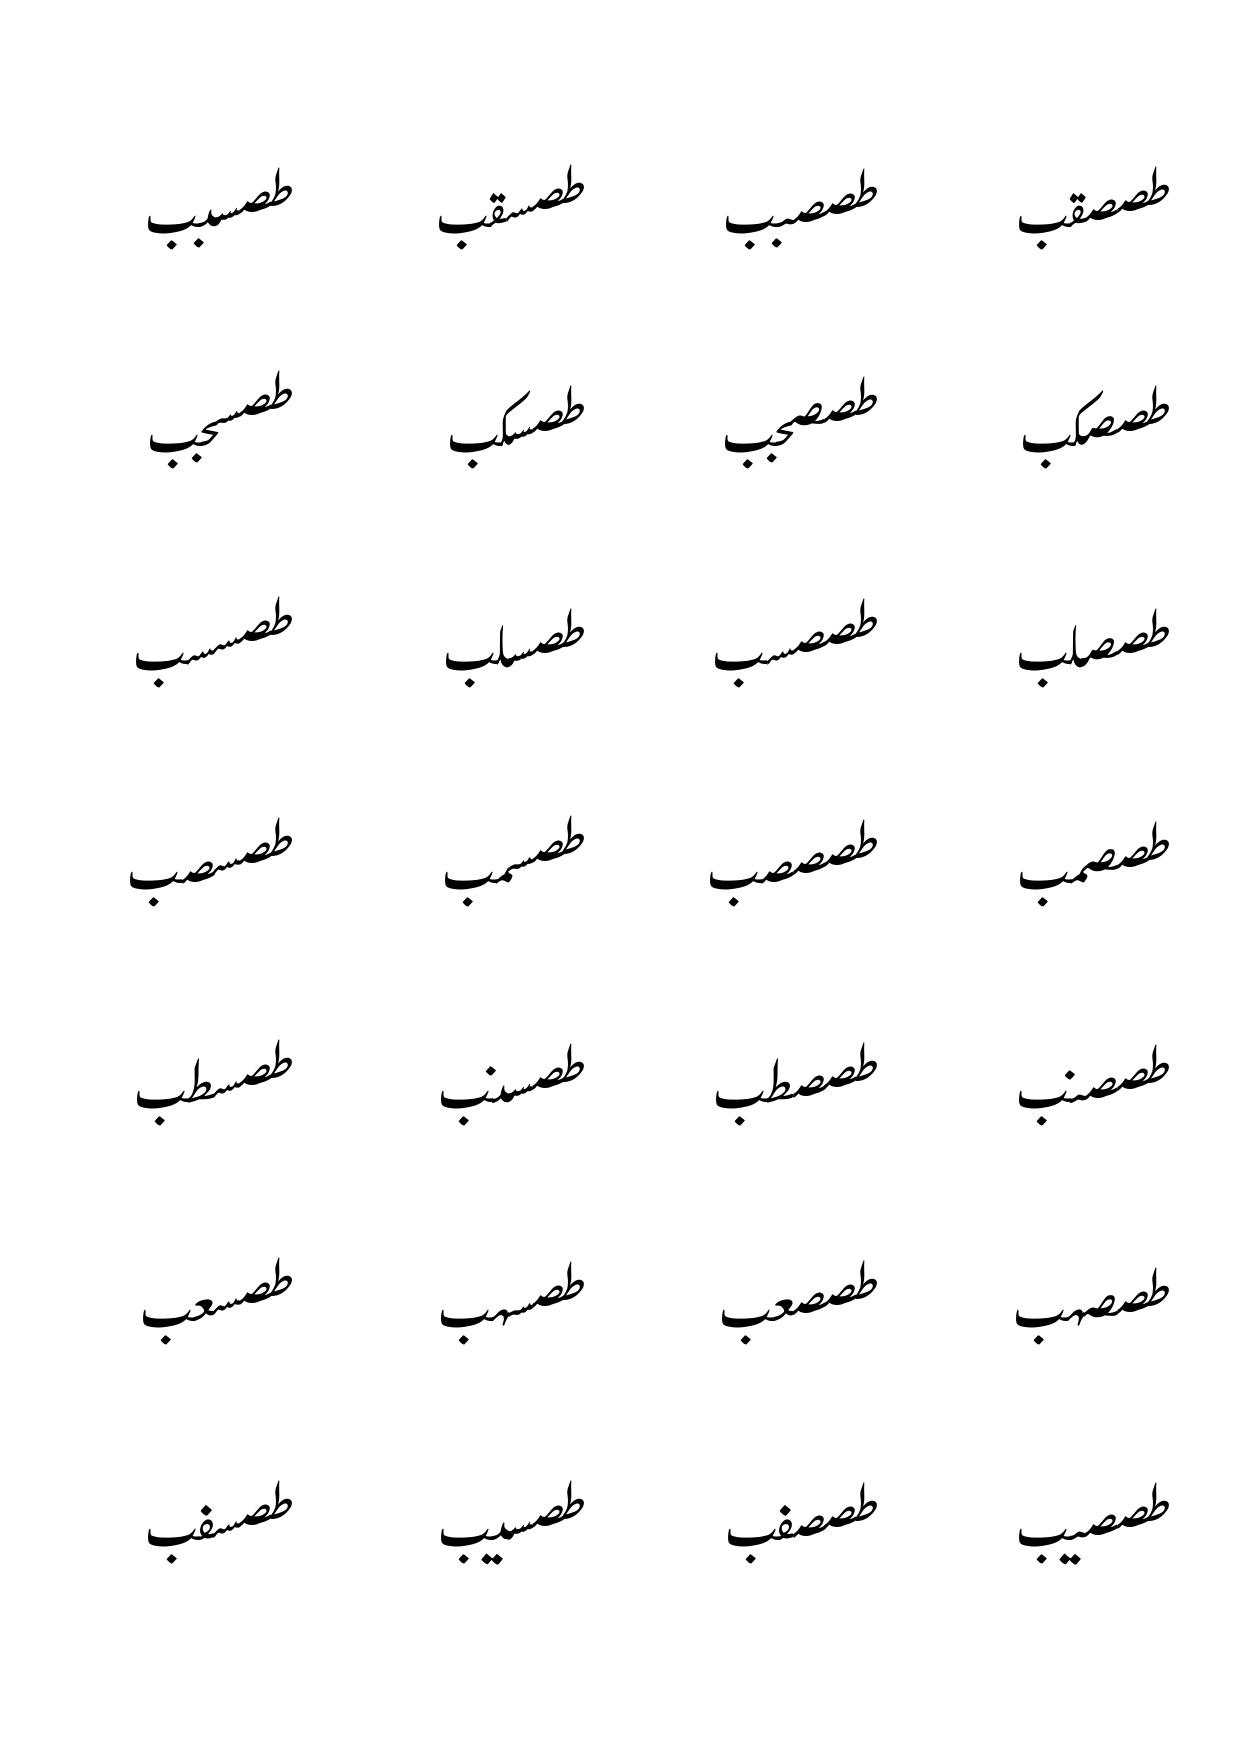 طصصقب طصصبب طصسقب طصسبب
طصصكب طصصجب طصسكب طصسجب
طصصلب طصصسب طصسلب طصسسب
طصصمب طصصصب طصسمب طصسصب
طصصنب طصصطب طصسنب طصسطب
طصصهب طصصعب طصسهب طصسعب
طصصيب طصصفب طصسيب طصسفب